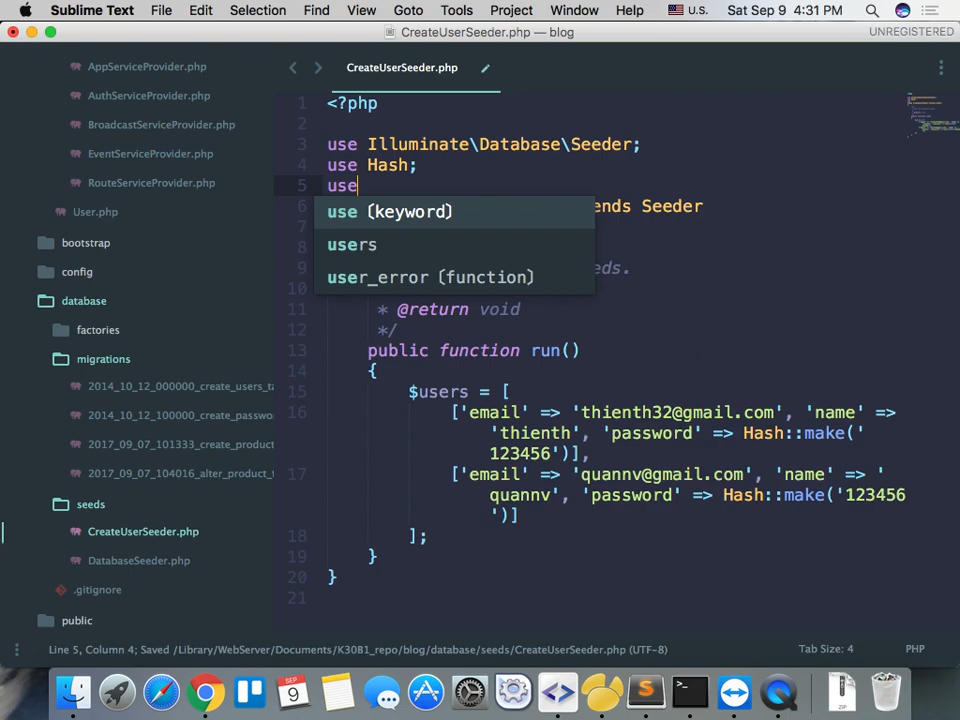 Sublime Text File Edit Selection Find View Goto Tools Project Window Help U.S. Sat Sep 9 4:31 PM
CreateUserSeeder.php — blog UNREGISTERED
AppServiceProvider.php
AuthServiceProvider.php
BroadcastServiceProvider.php
EventServiceProvider.php
RouteServiceProvider.php
User.php
bootstrap
config
database
factories
migrations
2014_10_12_000000_create_users_ta
2014_10_12_100000_create_passwo
2017_09_07_101333_create_product
2017_09_07_104016_alter_product_t
seeds
CreateUserSeeder.php
DatabaseSeeder.php
.gitignore
public
CreateUserSeeder.php
1 <?php
2
3 use Illuminate\Database\Seeder;
4 use Hash;
5 use
6 ends Seeder
use (keyword)
7
users
8
9 eds.
user_error (function)
10
11 * @return void
12 */
13 public function run()
14 {
15 $users = [
16 ['email' => 'thienth32@gmail.com', 'name' =>
'thienth', 'password' => Hash::make('
123456')],
17 ['email' => 'quannv@gmail.com', 'name' => '
quannv', 'password' => Hash::make('123456
')]
18 ];
19 }
20 }
21
Line 5, Column 4; Saved /Library/WebServer/Documents/K30B1_repo/blog/database/seeds/CreateUserSeeder.php (UTF-8) Tab Size: 4 PHP
SEP
9
ZIP